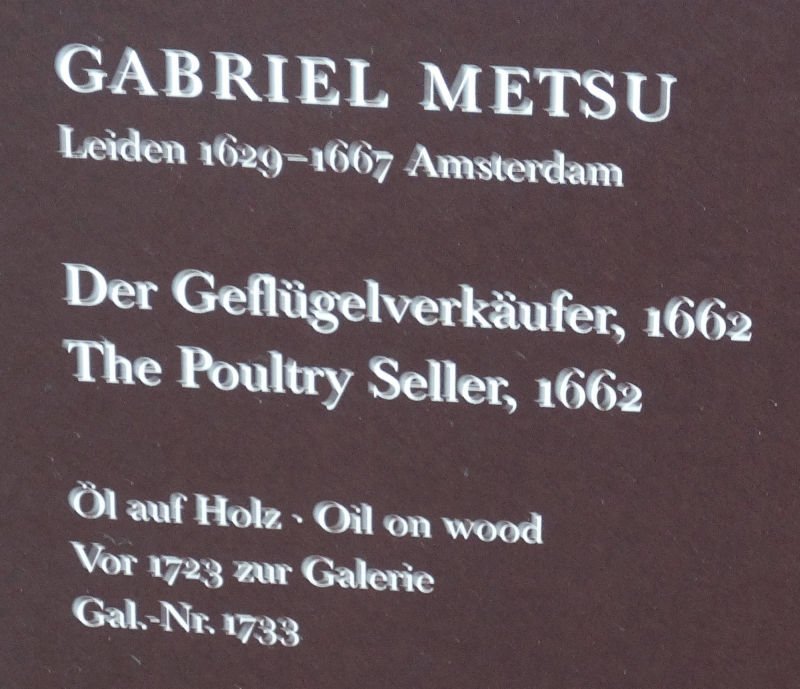 GABRIEL METSU
Leiden 1629–1667 Amsterdam
Der Geflügelverkäufer, 1662
The Poultry Seller, 1662
Öl auf Holz · Oil on wood
Vor 1723 zur Galerie
Gal.-Nr. 1733